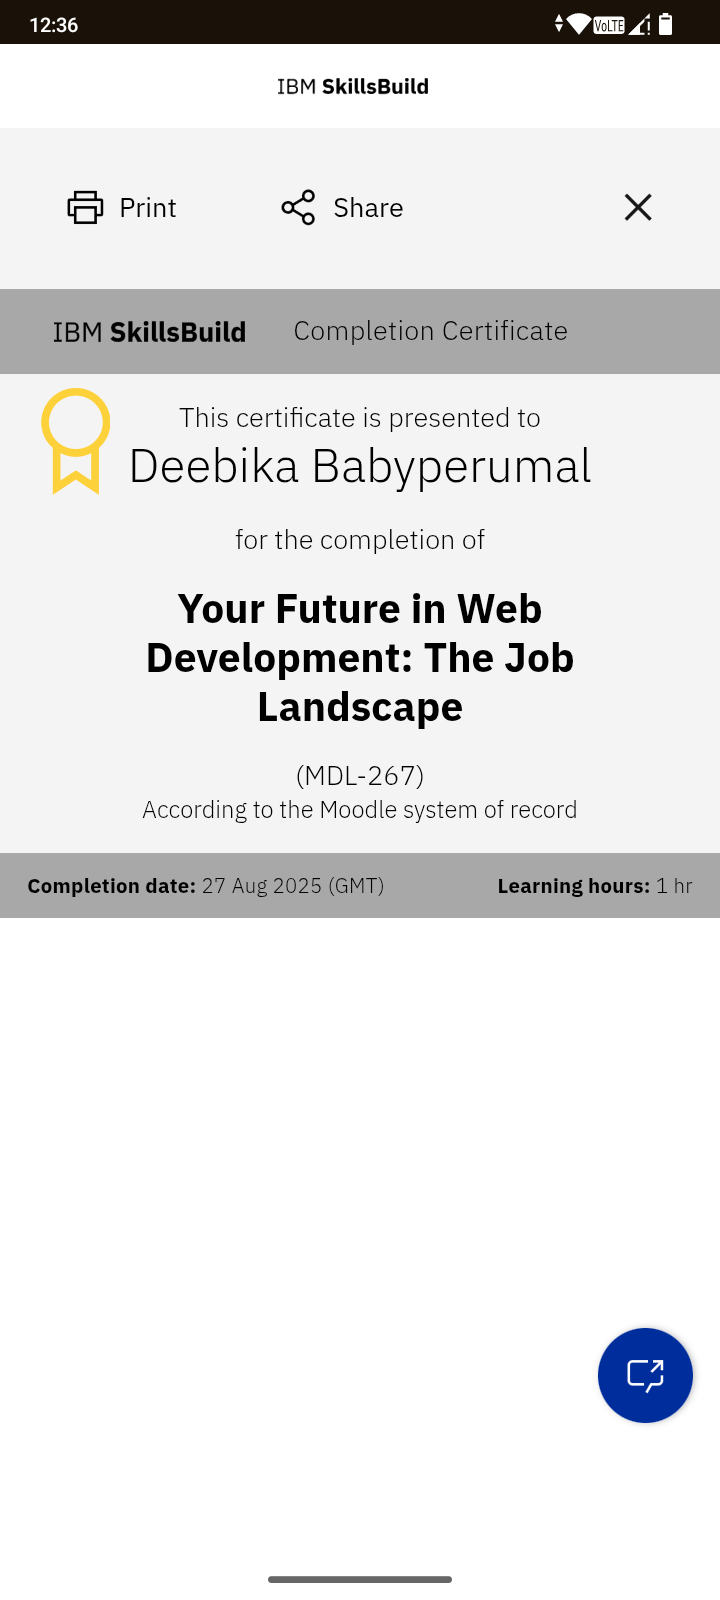 12:36
VoLTE
IBM SkillsBuild
Print
Share
IBM SkillsBuild Completion Certificate
This certificate is presented to
Deebika Babyperumal
for the completion of
Your Future in Web
Development: The Job
Landscape
(MDL-267)
According to the Moodle system of record
Completion date: 27 Aug 2025 (GMT) Learning hours: 1 hr